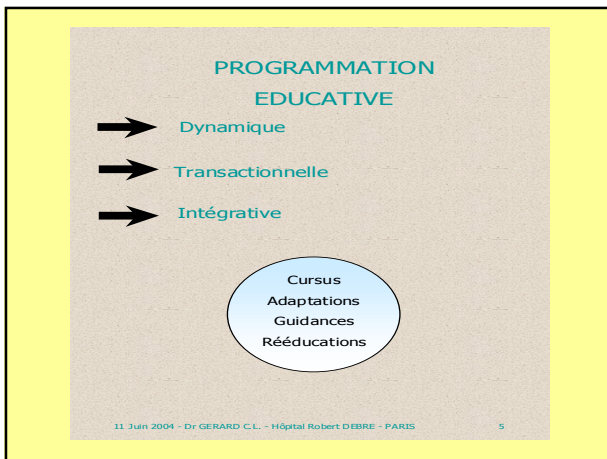 PROGRAMMATION
EDUCATIVE
Dynamique
Transactionnelle
Intégrative
Cursus
Adaptations
Guidances
Rééducations
11 Juin 2004 - Dr GERARD C.L. - Hôpital Robert DEBRE - PARIS 5